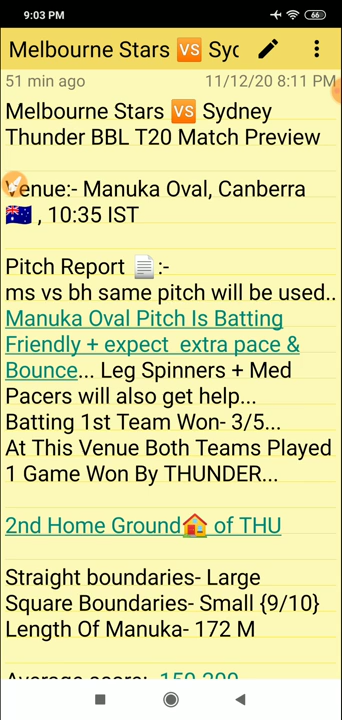 9:03 PM
66
Melbourne Stars 🆚 Syd
51 min ago 11/12/20 8:11 PM
Melbourne Stars 🆚 Sydney
Thunder BBL T20 Match Preview
Venue:- Manuka Oval, Canberra
🇦🇺 , 10:35 IST
Pitch Report 📄:-
ms vs bh same pitch will be used..
Manuka Oval Pitch Is Batting
Friendly + expect extra pace &
Bounce... Leg Spinners + Med
Pacers will also get help...
Batting 1st Team Won- 3/5...
At This Venue Both Teams Played
1 Game Won By THUNDER...
2nd Home Ground🏠 of THU
Straight boundaries- Large
Square Boundaries- Small {9/10}
Length Of Manuka- 172 M
Average score: